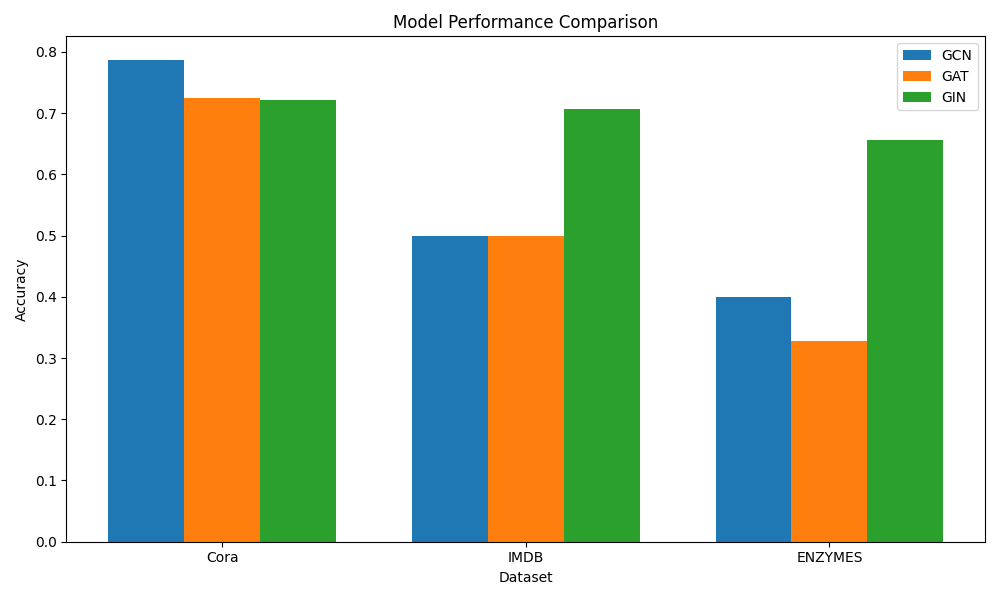 Model Performance Comparison
GCN
GAT
GIN
0.8
0.7
0.6
0.5
0.4
0.3
0.2
0.1
0.0
Accuracy
Cora
IMDB
ENZYMES
Dataset